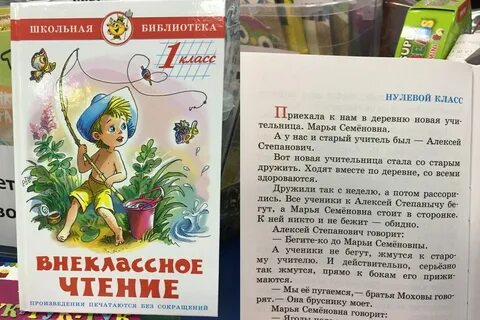 ШКОЛЬНАЯ БИБЛИОТЕКА
1 класс
ВНЕКЛАССНОЕ
ЧТЕНИЕ
ПРОИЗВЕДЕНИЯ ПЕЧАТАЮТСЯ БЕЗ СОКРАЩЕНИЙ
НУЛЕВОЙ КЛАСС
Приехала к нам в деревню новая учи-
тельница. Марья Семёновна.
А у нас и старый учитель был — Алексей
Степанович.
Вот новая учительница стала со старым
дружить. Ходят вместе по деревне, со всеми
здороваются.
Дружили так с неделю, а потом рассори-
лись. Все ученики к Алексей Степанычу бе-
гут, а Марья Семёновна стоит в сторонке.
К ней никто и не бежит — обидно.
Алексей Степанович говорит:
— Бегите-ко до Марьи Семёновны.
А ученики не бегут, жмутся к стар-
му учителю. И действительно, серьёзно
так жмутся, прямо к бокам его прижи-
маются.
— Мы её пугаемся,— братья Моховы гово-
рят.— Она бруснику моет.
Марья Семёновна говорит: